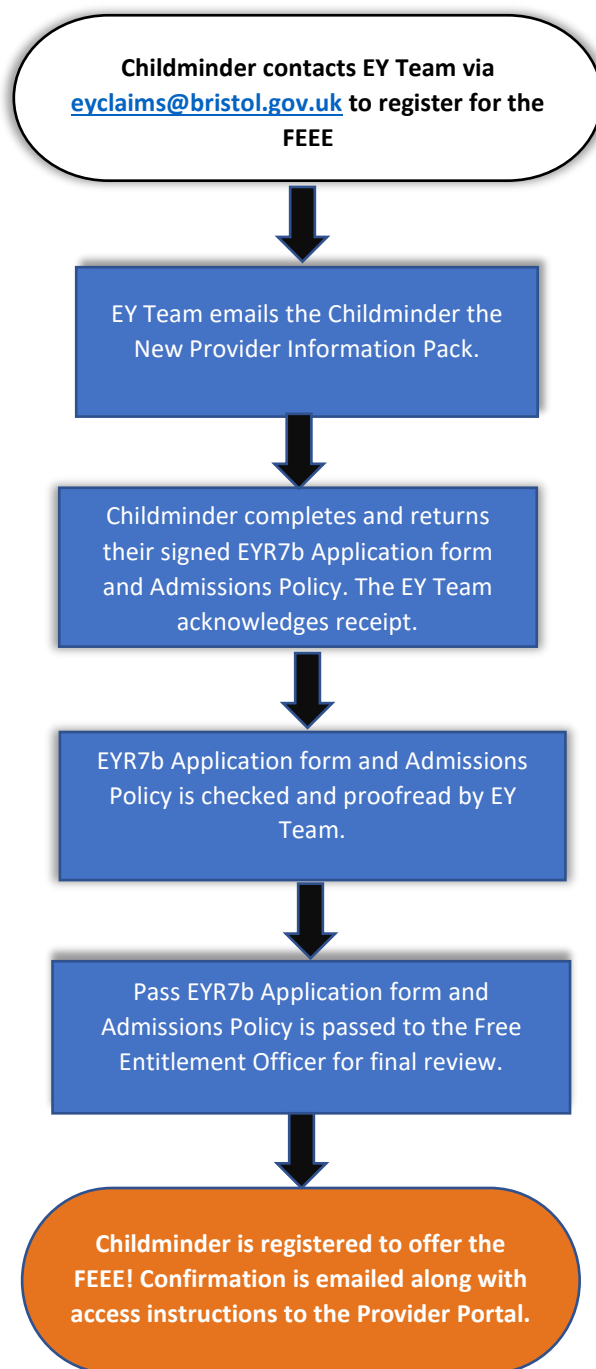 Childminder contacts EY Team via
eyclaims@bristol.gov.uk to register for the
FEEE
EY Team emails the Childminder the
New Provider Information Pack.
Childminder completes and returns
their signed EYR7b Application form
and Admissions Policy. The EY Team
acknowledges receipt.
EYR7b Application form and Admissions
Policy is checked and proofread by EY
Team.
Pass EYR7b Application form and
Admissions Policy is passed to the Free
Entitlement Officer for final review.
Childminder is registered to offer the
FEEE! Confirmation is emailed along with
access instructions to the Provider Portal.